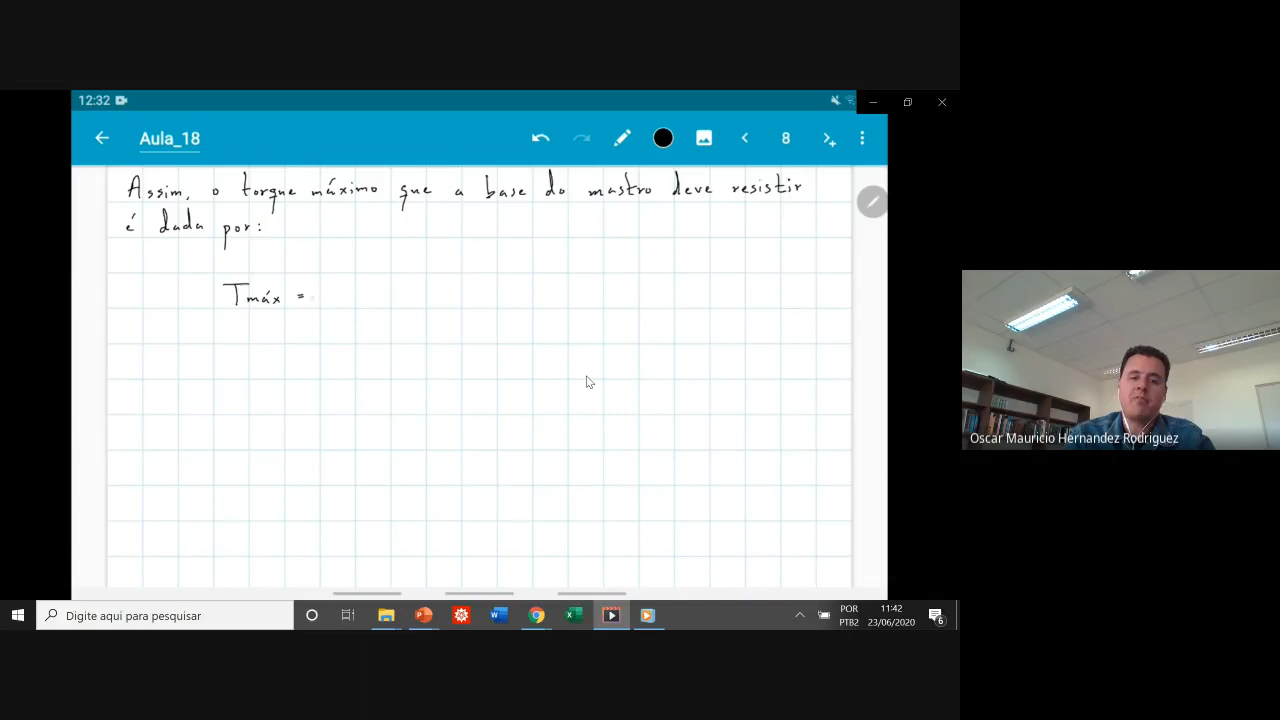 12:32
Aula_18
8
Assim, o torque máximo que a base do mastro deve resistir
é dada por:
Tmáx =
Oscar Mauricio Hernandez Rodriguez
Digite aqui para pesquisar
POR
PTB2
11:42
23/06/2020
6